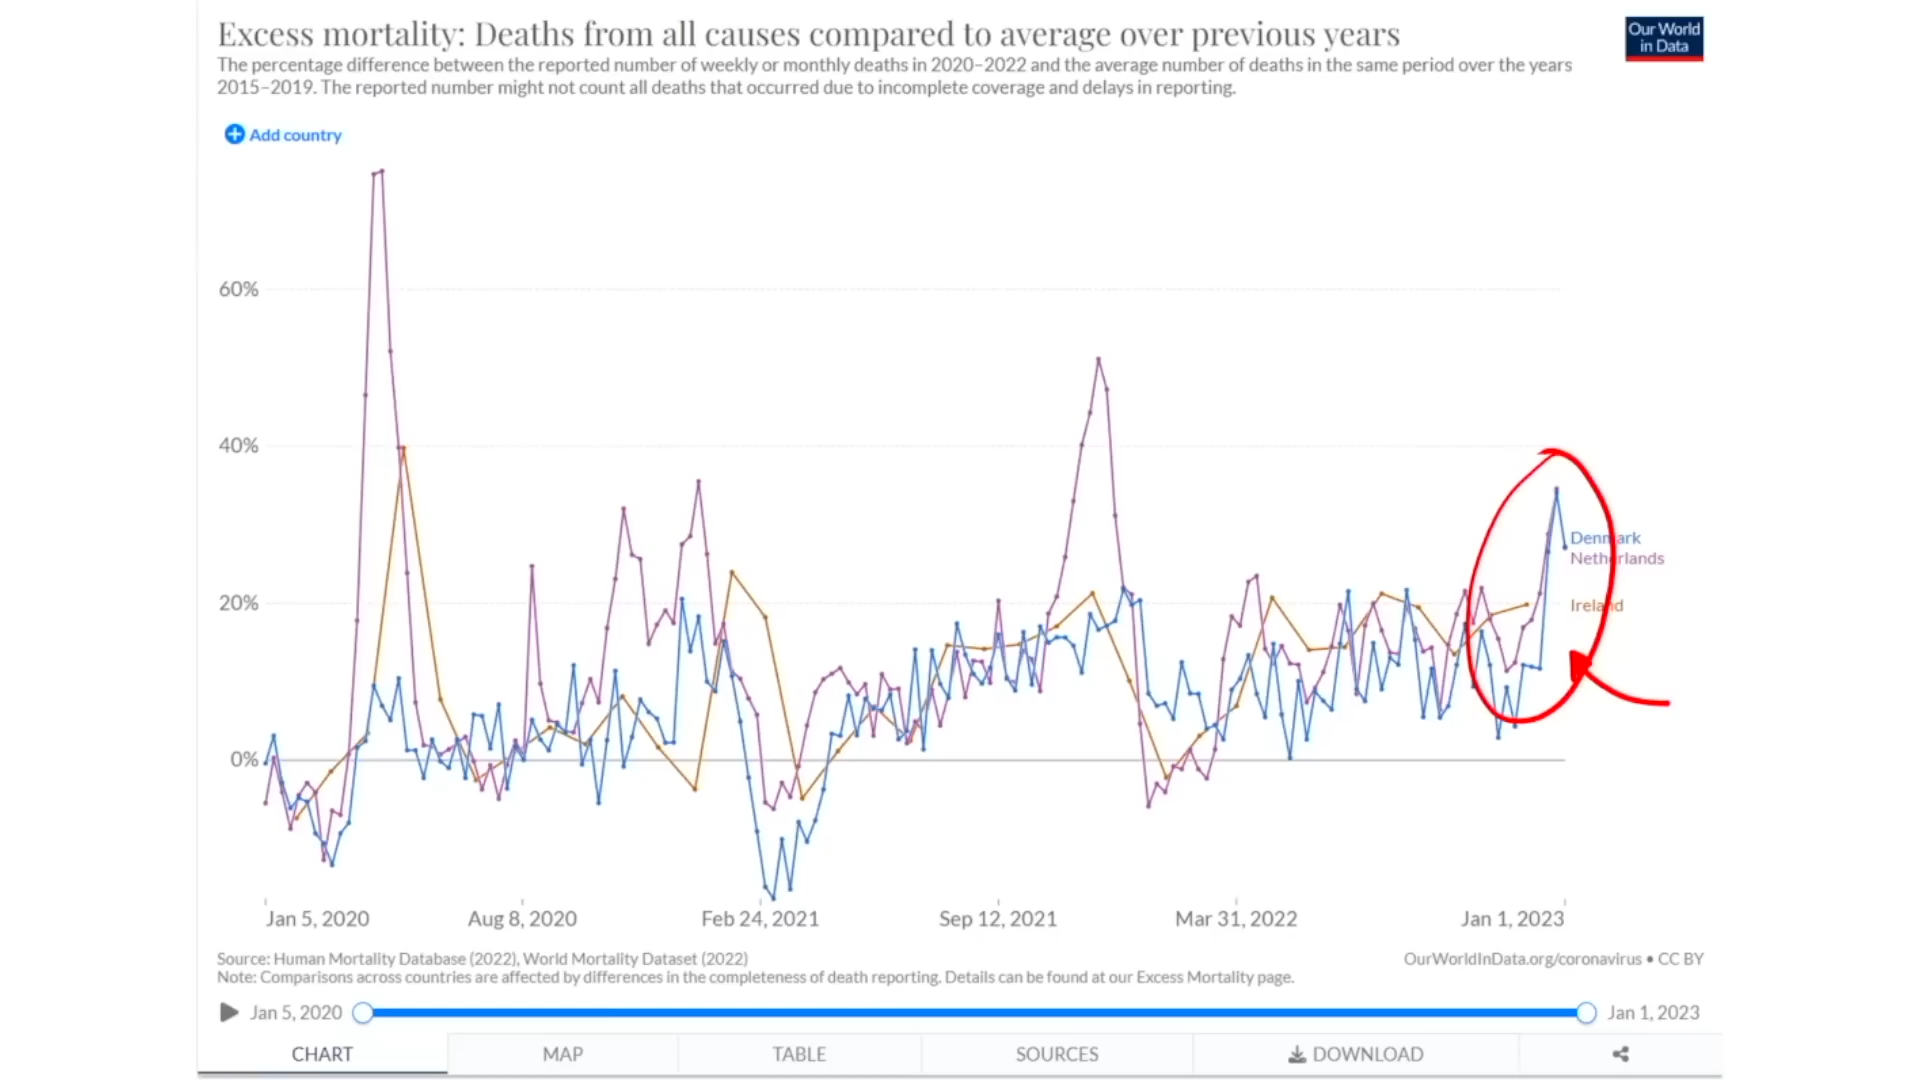 Excess mortality: Deaths from all causes compared to average over previous years
Our World
in Data
The percentage difference between the reported number of weekly or monthly deaths in 2020–2022 and the average number of deaths in the same period over the years
2015–2019. The reported number might not count all deaths that occurred due to incomplete coverage and delays in reporting.
Add country
60%
40%
20%
0%
Denmark
Netherlands
Ireland
Jan 5, 2020
Aug 8, 2020
Feb 24, 2021
Sep 12, 2021
Mar 31, 2022
Jan 1, 2023
Source: Human Mortality Database (2022), World Mortality Dataset (2022)
OurWorldInData.org/coronavirus • CC BY
Note: Comparisons across countries are affected by differences in the completeness of death reporting. Details can be found at our Excess Mortality page.
Jan 5, 2020
Jan 1, 2023
CHART
MAP
TABLE
SOURCES
DOWNLOAD